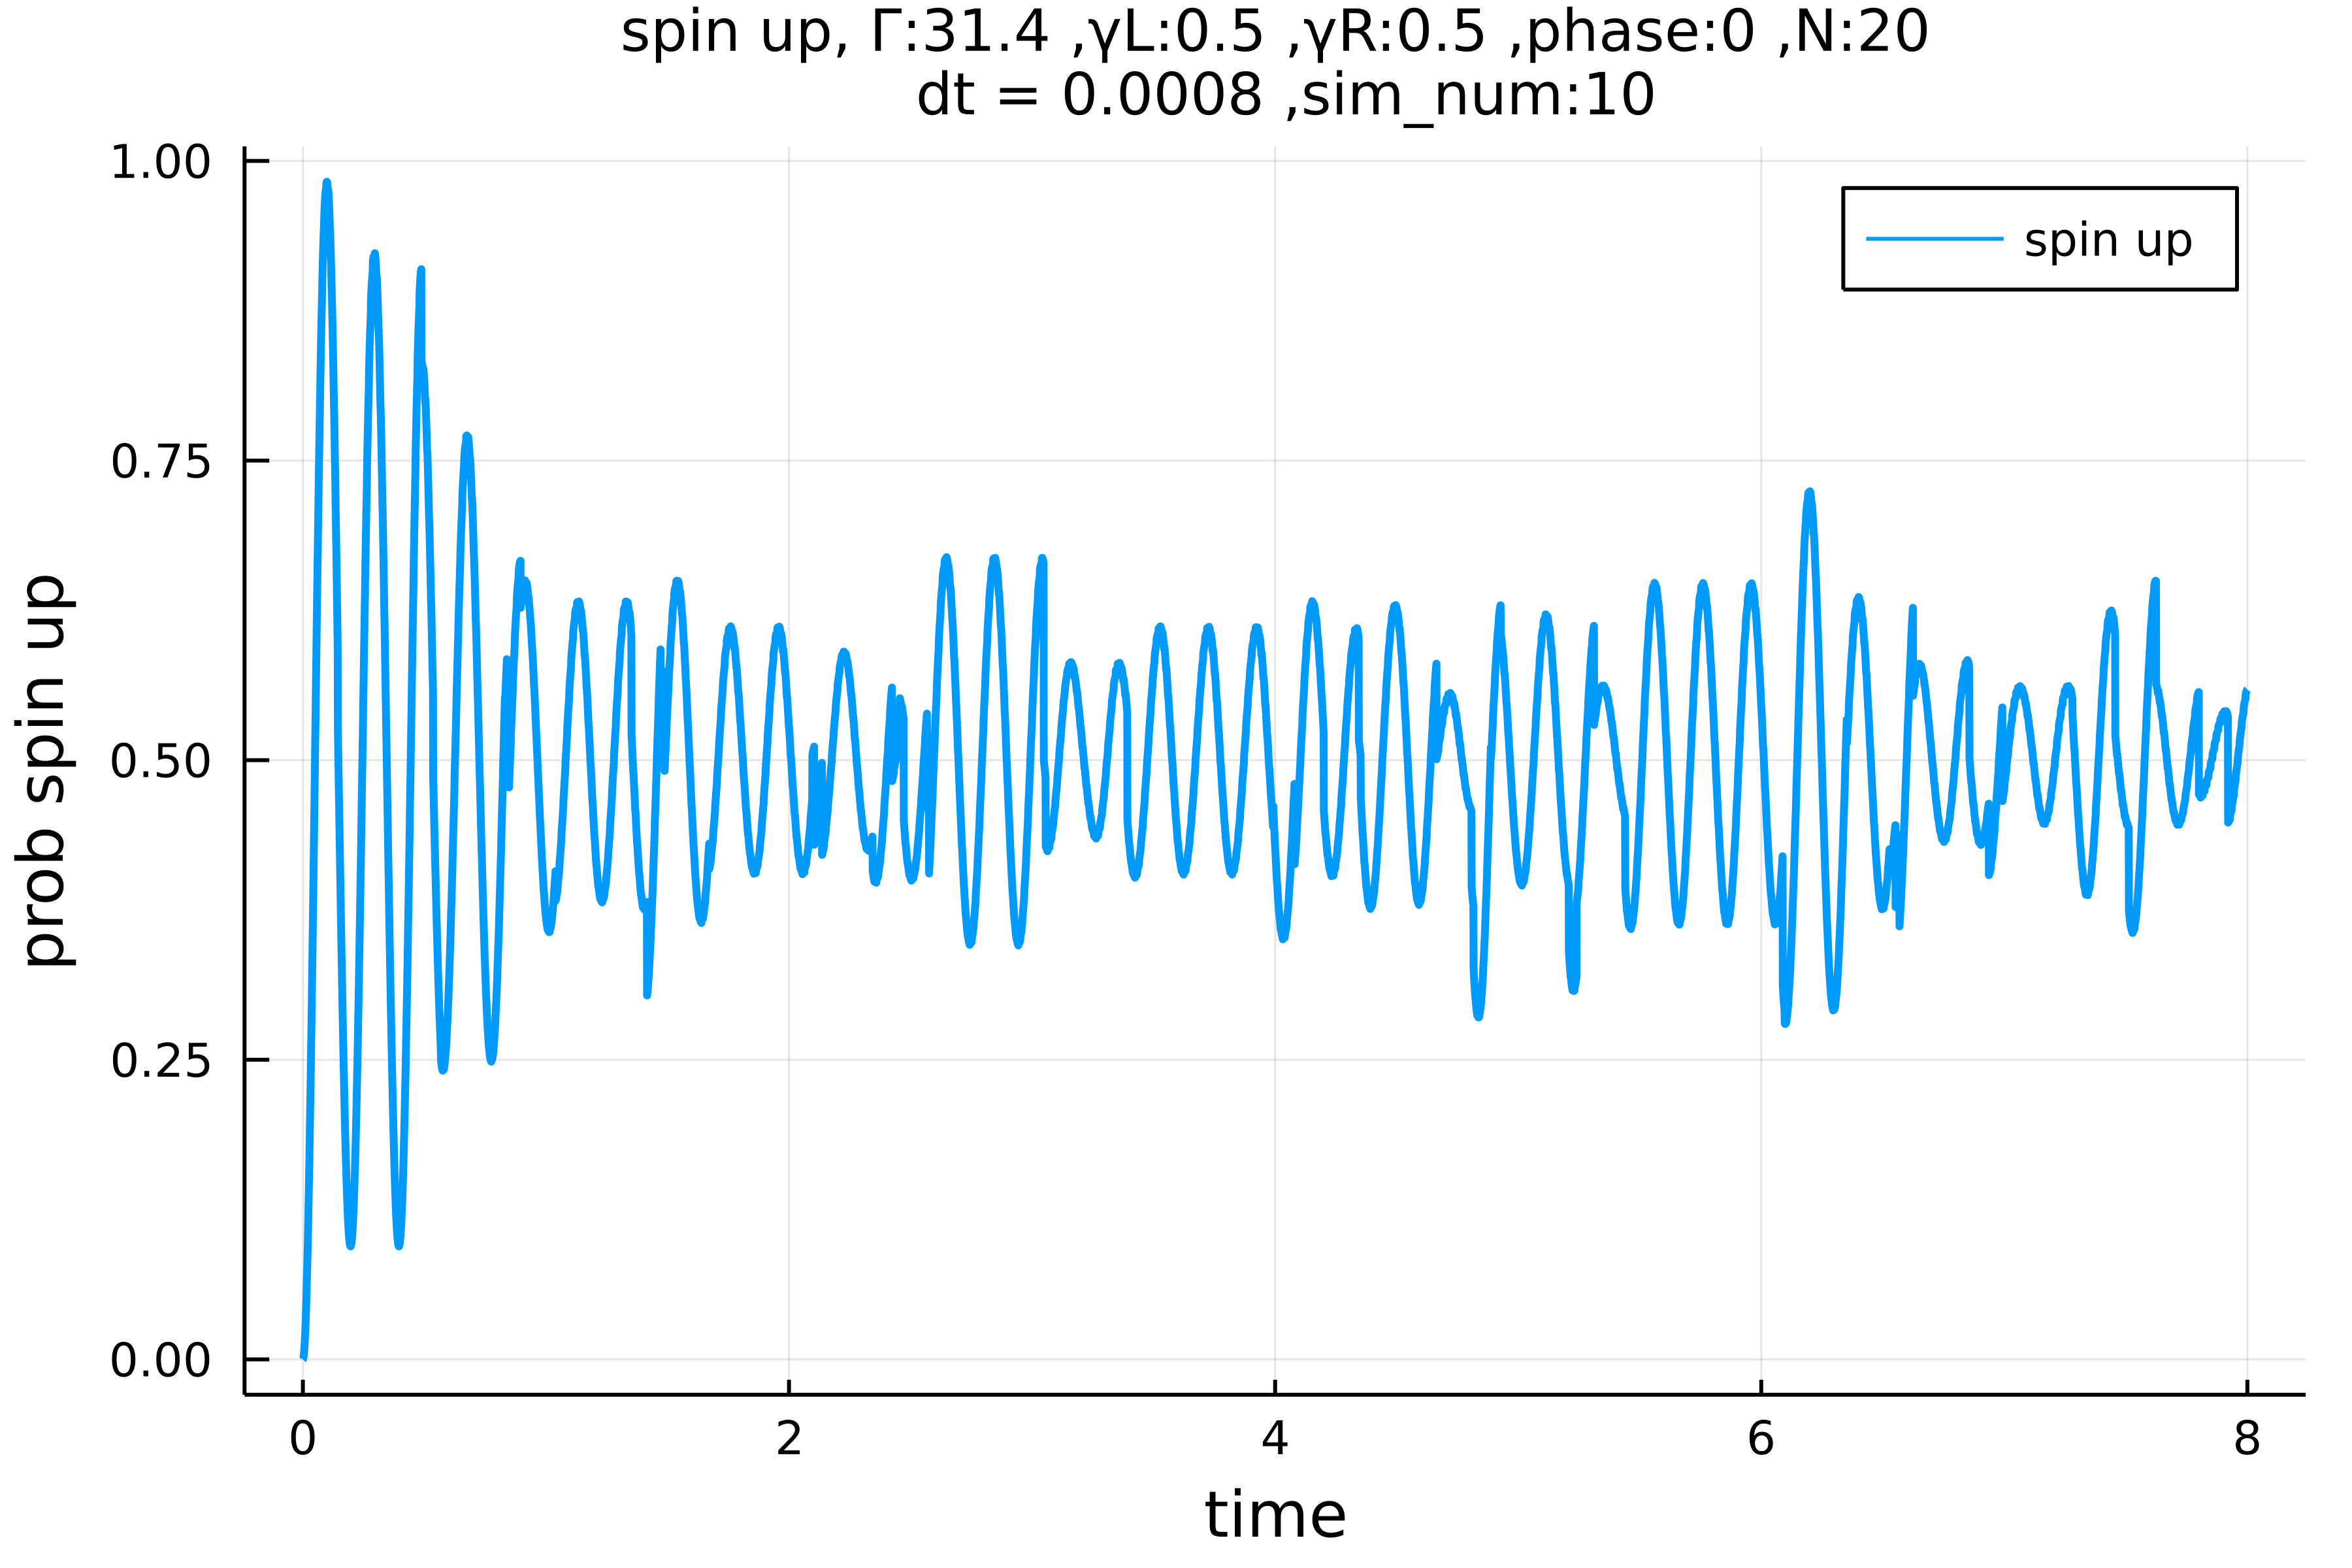 spin up, Γ:31.4 ,γL:0.5 ,γR:0.5 ,phase:0 ,N:20
dt = 0.0008 ,sim_num:10
spin up
prob spin up
1.00
0.75
0.50
0.25
0.00
0
2
4
6
8
time